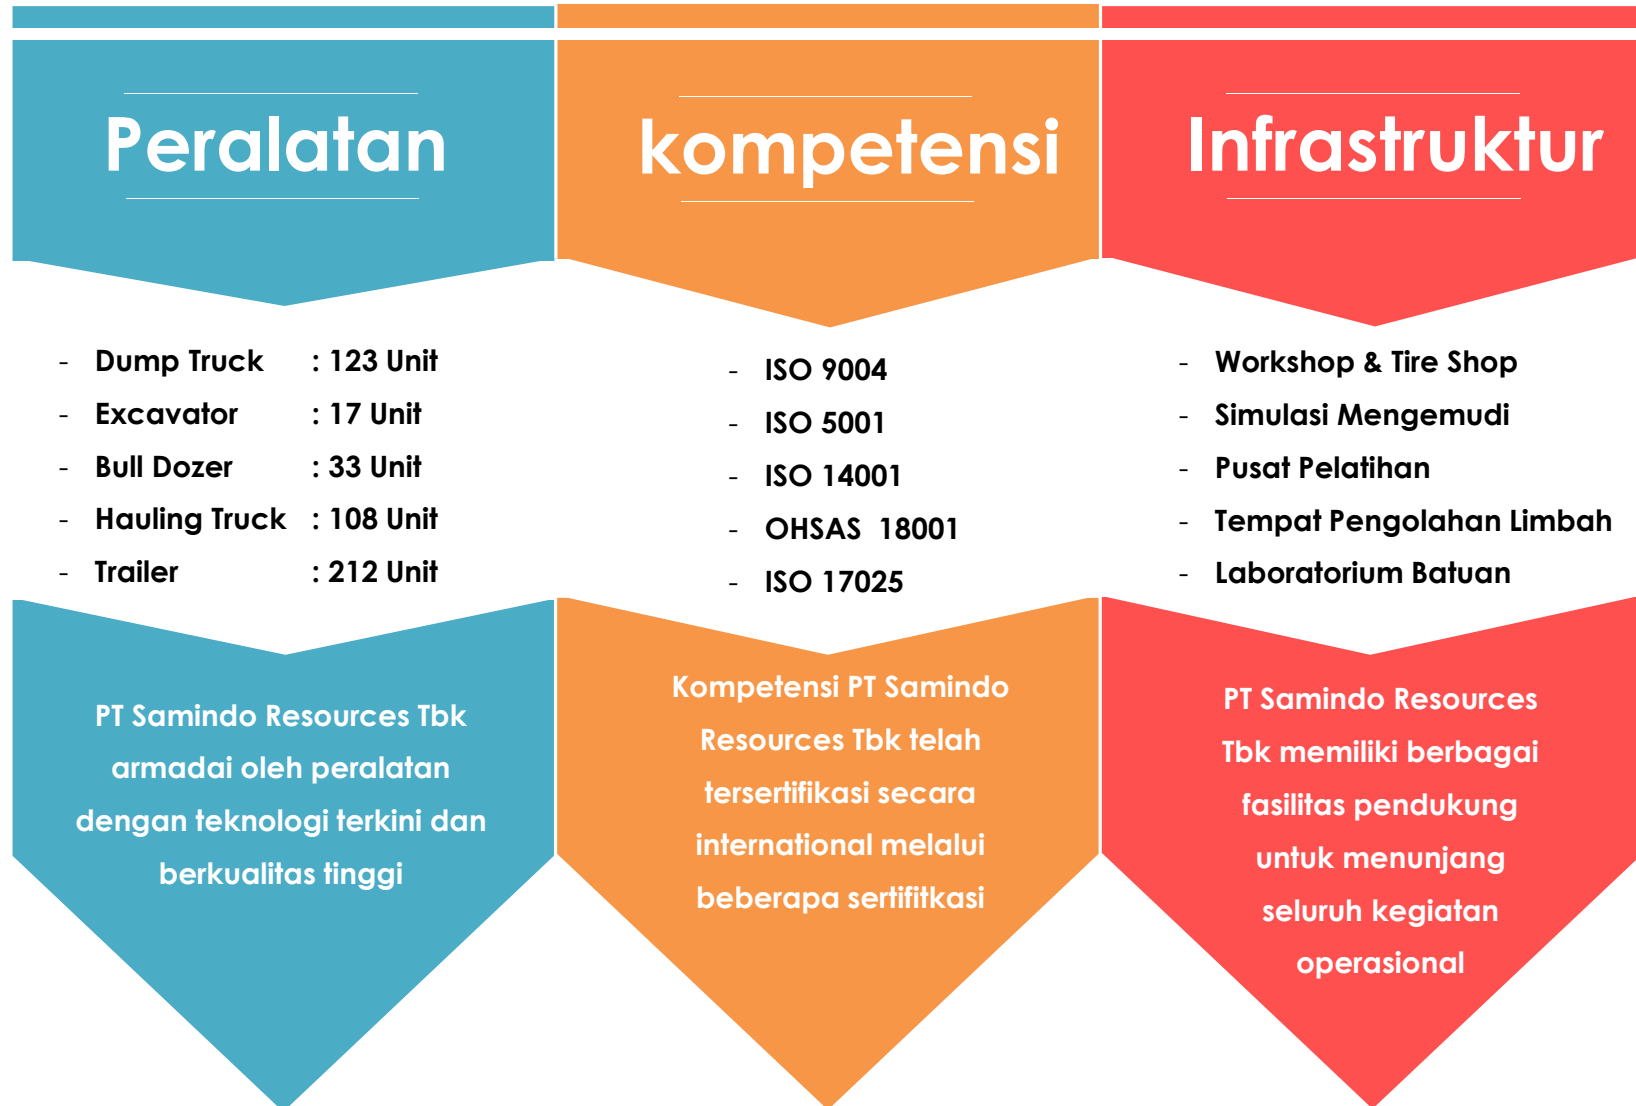 Peralatan
- Dump Truck : 123 Unit
- Excavator : 17 Unit
- Bull Dozer : 33 Unit
- Hauling Truck : 108 Unit
- Trailer : 212 Unit
PT Samindo Resources Tbk
armadai oleh peralatan
dengan teknologi terkini dan
berkualitas tinggi
kompetensi
- ISO 9004
- ISO 5001
- ISO 14001
- OHSAS 18001
- ISO 17025
Kompetensi PT Samindo
Resources Tbk telah
tersertifikasi secara
international melalui
beberapa sertifitkasi
Infrastruktur
- Workshop & Tire Shop
- Simulasi Mengemudi
- Pusat Pelatihan
- Tempat Pengolahan Limbah
- Laboratorium Batuan
PT Samindo Resources
Tbk memiliki berbagai
fasilitas pendukung
untuk menunjang
seluruh kegiatan
operasional